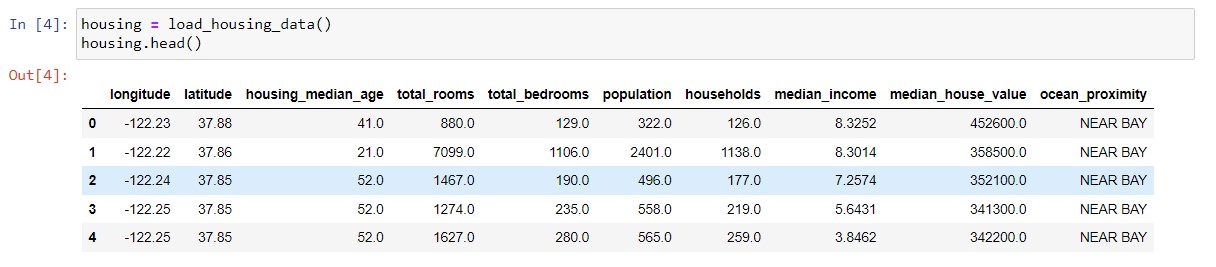 In [4]: housing = load_housing_data()
housing.head()
Out[4]:
longitude latitude housing_median_age total_rooms total_bedrooms population households median_income median_house_value ocean_proximity
0 -122.23 37.88 41.0 880.0 129.0 322.0 126.0 8.3252 452600.0 NEAR BAY
1 -122.22 37.86 21.0 7099.0 1106.0 2401.0 1138.0 8.3014 358500.0 NEAR BAY
2 -122.24 37.85 52.0 1467.0 190.0 496.0 177.0 7.2574 352100.0 NEAR BAY
3 -122.25 37.85 52.0 1274.0 235.0 558.0 219.0 5.6431 341300.0 NEAR BAY
4 -122.25 37.85 52.0 1627.0 280.0 565.0 259.0 3.8462 342200.0 NEAR BAY